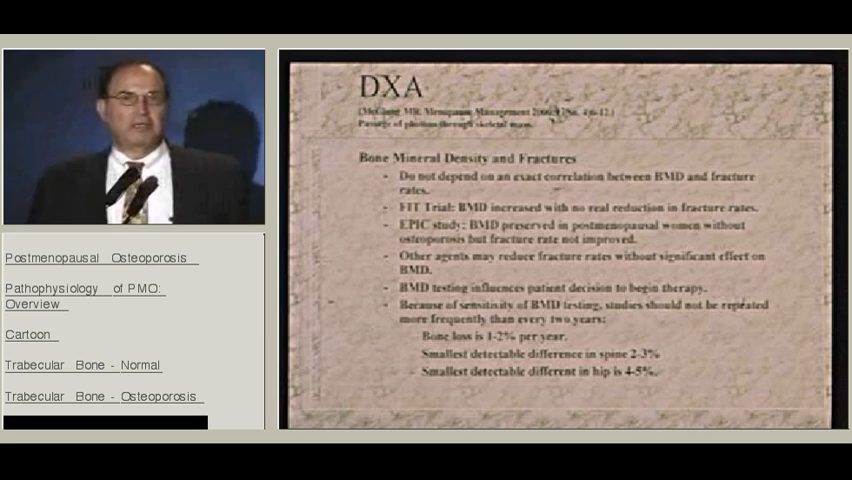 Postmenopausal Osteoporosis
Pathophysiology of PMO:
Overview
Cartoon
Trabecular Bone - Normal
Trabecular Bone - Osteoporosis
DXA
MR. Menopause Management
Passage of photons through skeletal mass.
Bone Mineral Density and Fractures
- Do not depend on an exact correlation between BMD and fracture
rates.
- FIT Trial: BMD increased with no real reduction in fracture rates.
- EPIC study: BMD preserved in postmenopausal women without
osteoporosis but fracture rate not improved.
- Other agents may reduce fracture rates without significant effect on
BMD.
- BMD testing influences patient decision to begin therapy.
- Because of sensitivity of BMD testing, studies should not be repeated
more frequently than every two years:
Bone loss is 1-2% per year.
Smallest detectable difference in spine 2-3%
- Smallest detectable different in hip is 4-5%.